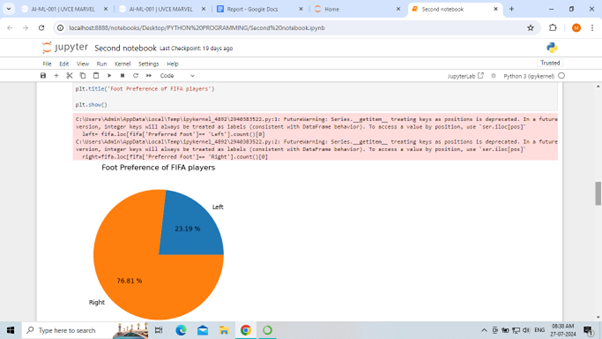 AI-ML-001 | UVCE MARVEL
AI-ML-001 | UVCE MARVEL
Report - Google Docs
Home
Second notebook
localhost:8888/notebooks/Desktop/PYTHON%20PROGRAMMING/Second%20notebook.ipynb
jupyter Second notebook Last Checkpoint: 19 days ago
File Edit View Run Kernel Settings Help
Trusted
Code
JupyterLab
Python 3 (ipykernel)
plt.title('Foot Preference of FIFA players')
plt.show()
C:\Users\Admin\AppData\Local\Temp\ipykernel_4892\2940383522.py:1: FutureWarning: Series.__getitem__ treating keys as positions is deprecated. In a future
version, integer keys will always be treated as labels (consistent with DataFrame behavior). To access a value by position, use `ser.iloc[pos]`
left= fifa.loc[fifa['Preferred Foot']== 'Left'].count()[0]
C:\Users\Admin\AppData\Local\Temp\ipykernel_4892\2940383522.py:2: FutureWarning: Series.__getitem__ treating keys as positions is deprecated. In a future
version, integer keys will always be treated as labels (consistent with DataFrame behavior). To access a value by position, use `ser.iloc[pos]`
right=fifa.loc[fifa['Preferred Foot']== 'Right'].count()[0]
Foot Preference of FIFA players
Left
23.19 %
76.81 %
Right
Type here to search
ENG
08:38 AM
27-07-2024